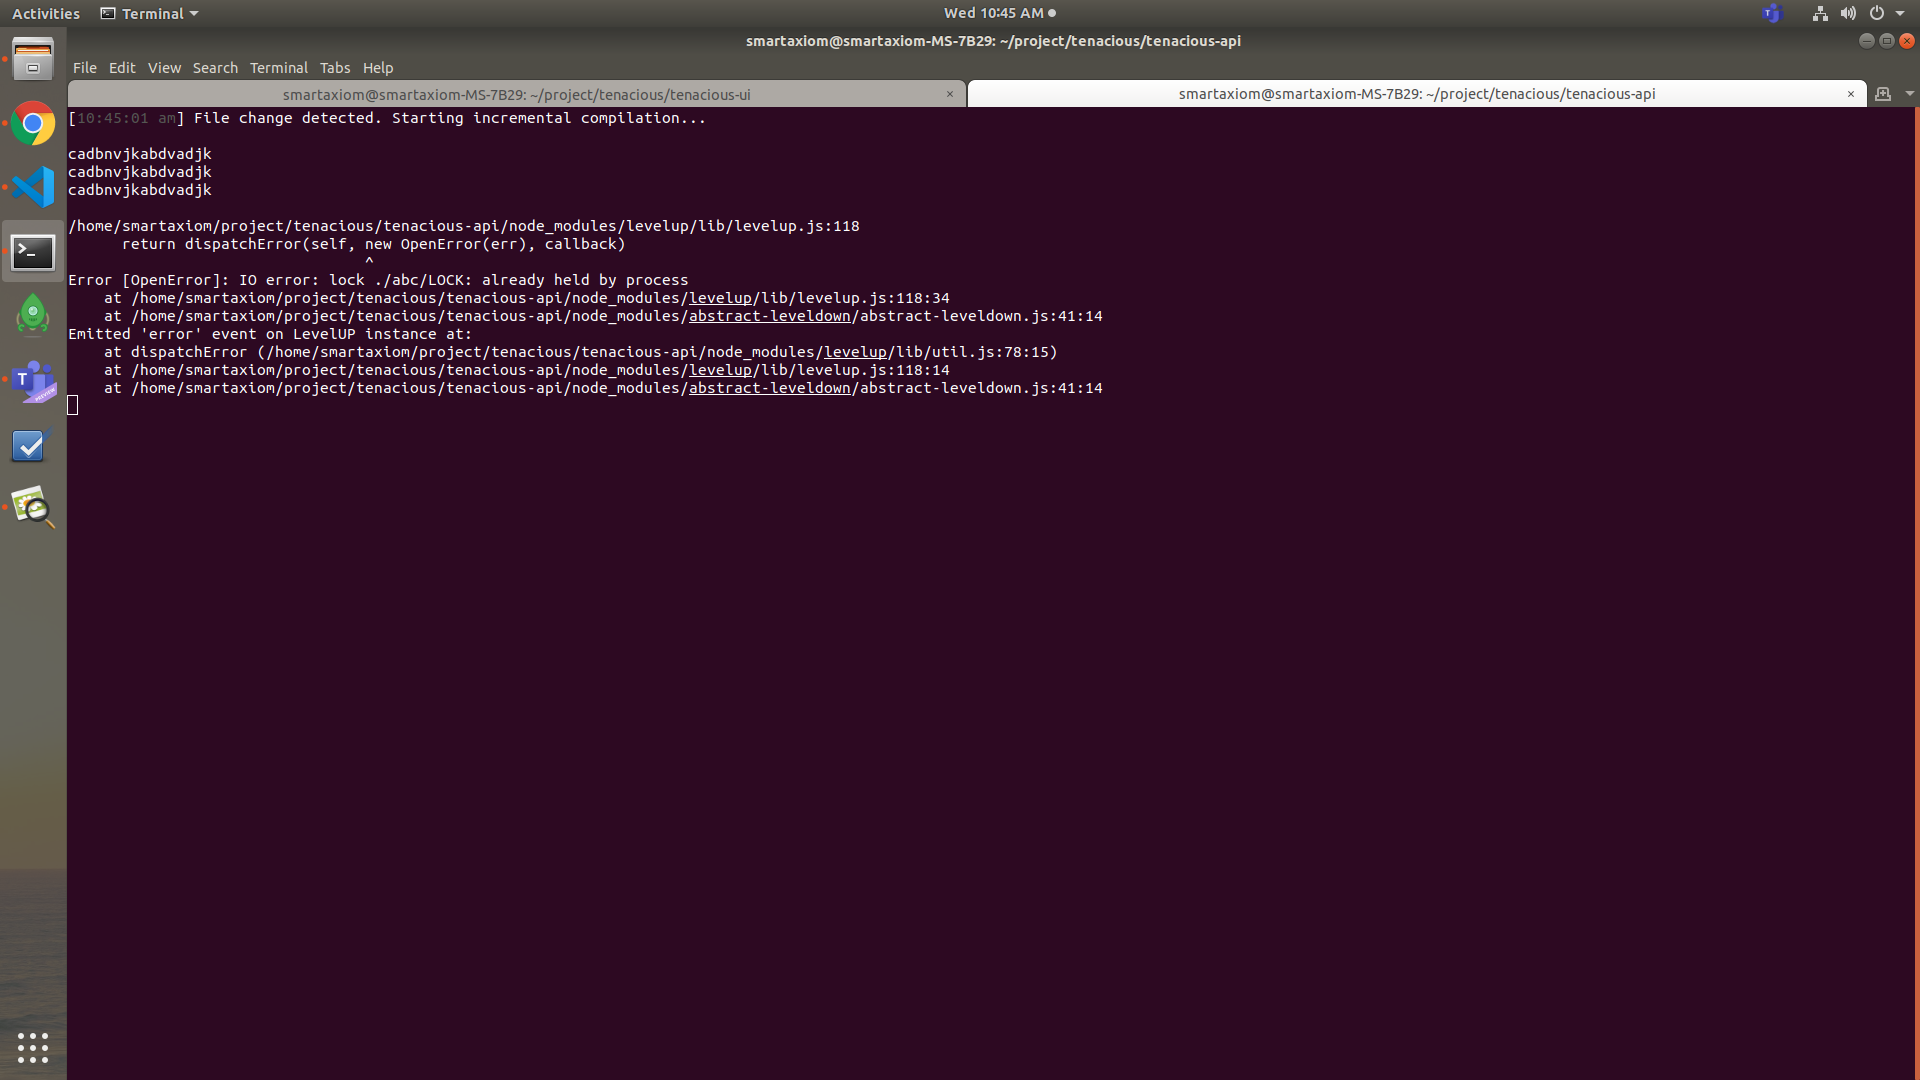 Activities
Terminal
Wed 10:45 AM
smartaxiom@smartaxiom-MS-7B29: ~/project/tenacious/tenacious-api
File Edit View Search Terminal Tabs Help
smartaxiom@smartaxiom-MS-7B29: ~/project/tenacious/tenacious-ui ×
smartaxiom@smartaxiom-MS-7B29: ~/project/tenacious/tenacious-api ×
[10:45:01 am] File change detected. Starting incremental compilation...
cadbnvjkabdvadjk
cadbnvjkabdvadjk
cadbnvjkabdvadjk
/home/smartaxiom/project/tenacious/tenacious-api/node_modules/levelup/lib/levelup.js:118
      return dispatchError(self, new OpenError(err), callback)
                                 ^
Error [OpenError]: IO error: lock ./abc/LOCK: already held by process
    at /home/smartaxiom/project/tenacious/tenacious-api/node_modules/levelup/lib/levelup.js:118:34
    at /home/smartaxiom/project/tenacious/tenacious-api/node_modules/abstract-leveldown/abstract-leveldown.js:41:14
Emitted 'error' event on LevelUP instance at:
    at dispatchError (/home/smartaxiom/project/tenacious/tenacious-api/node_modules/levelup/lib/util.js:78:15)
    at /home/smartaxiom/project/tenacious/tenacious-api/node_modules/levelup/lib/levelup.js:118:14
    at /home/smartaxiom/project/tenacious/tenacious-api/node_modules/abstract-leveldown/abstract-leveldown.js:41:14
>_
T
PREVIEW